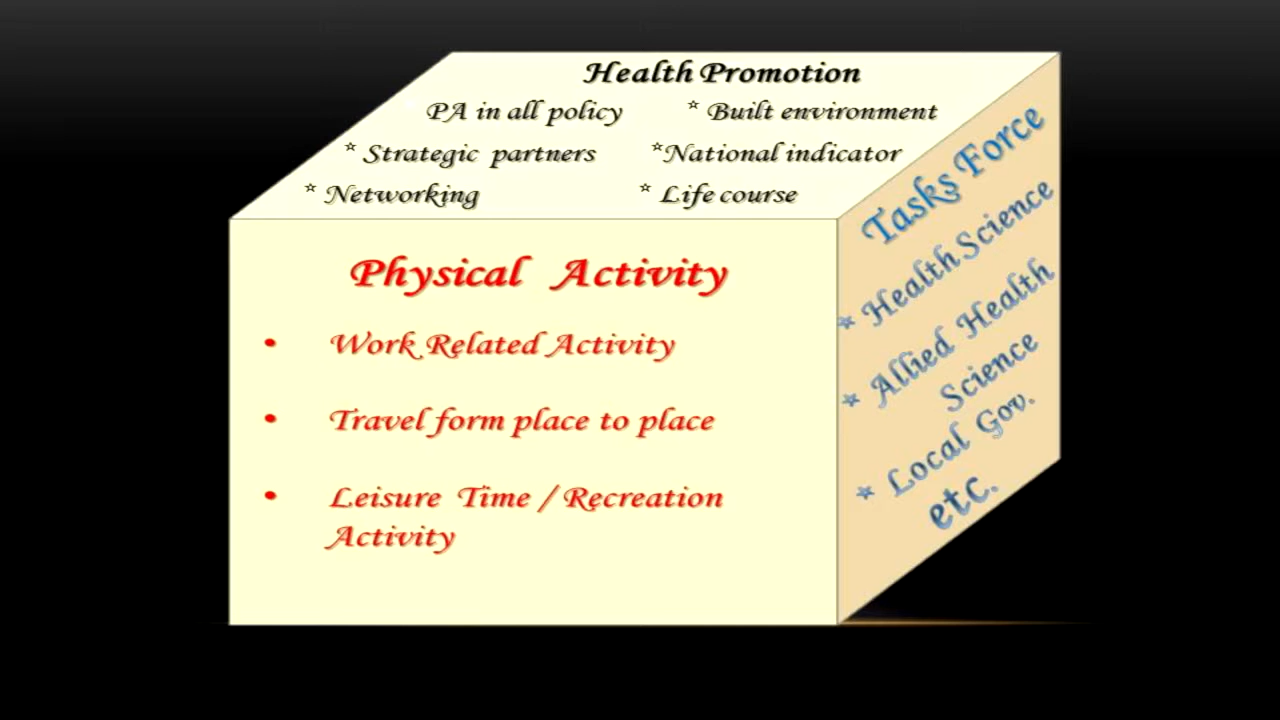 Health Promotion
PA in all policy * Built environment
* Strategic partners *National indicator
* Networking * Life course
Physical Activity
• Work Related Activity
• Travel form place to place
• Leisure Time / Recreation
Activity
Tasks Force
* Health Science
* Allied Health
Science
* Local Gov.
etc.